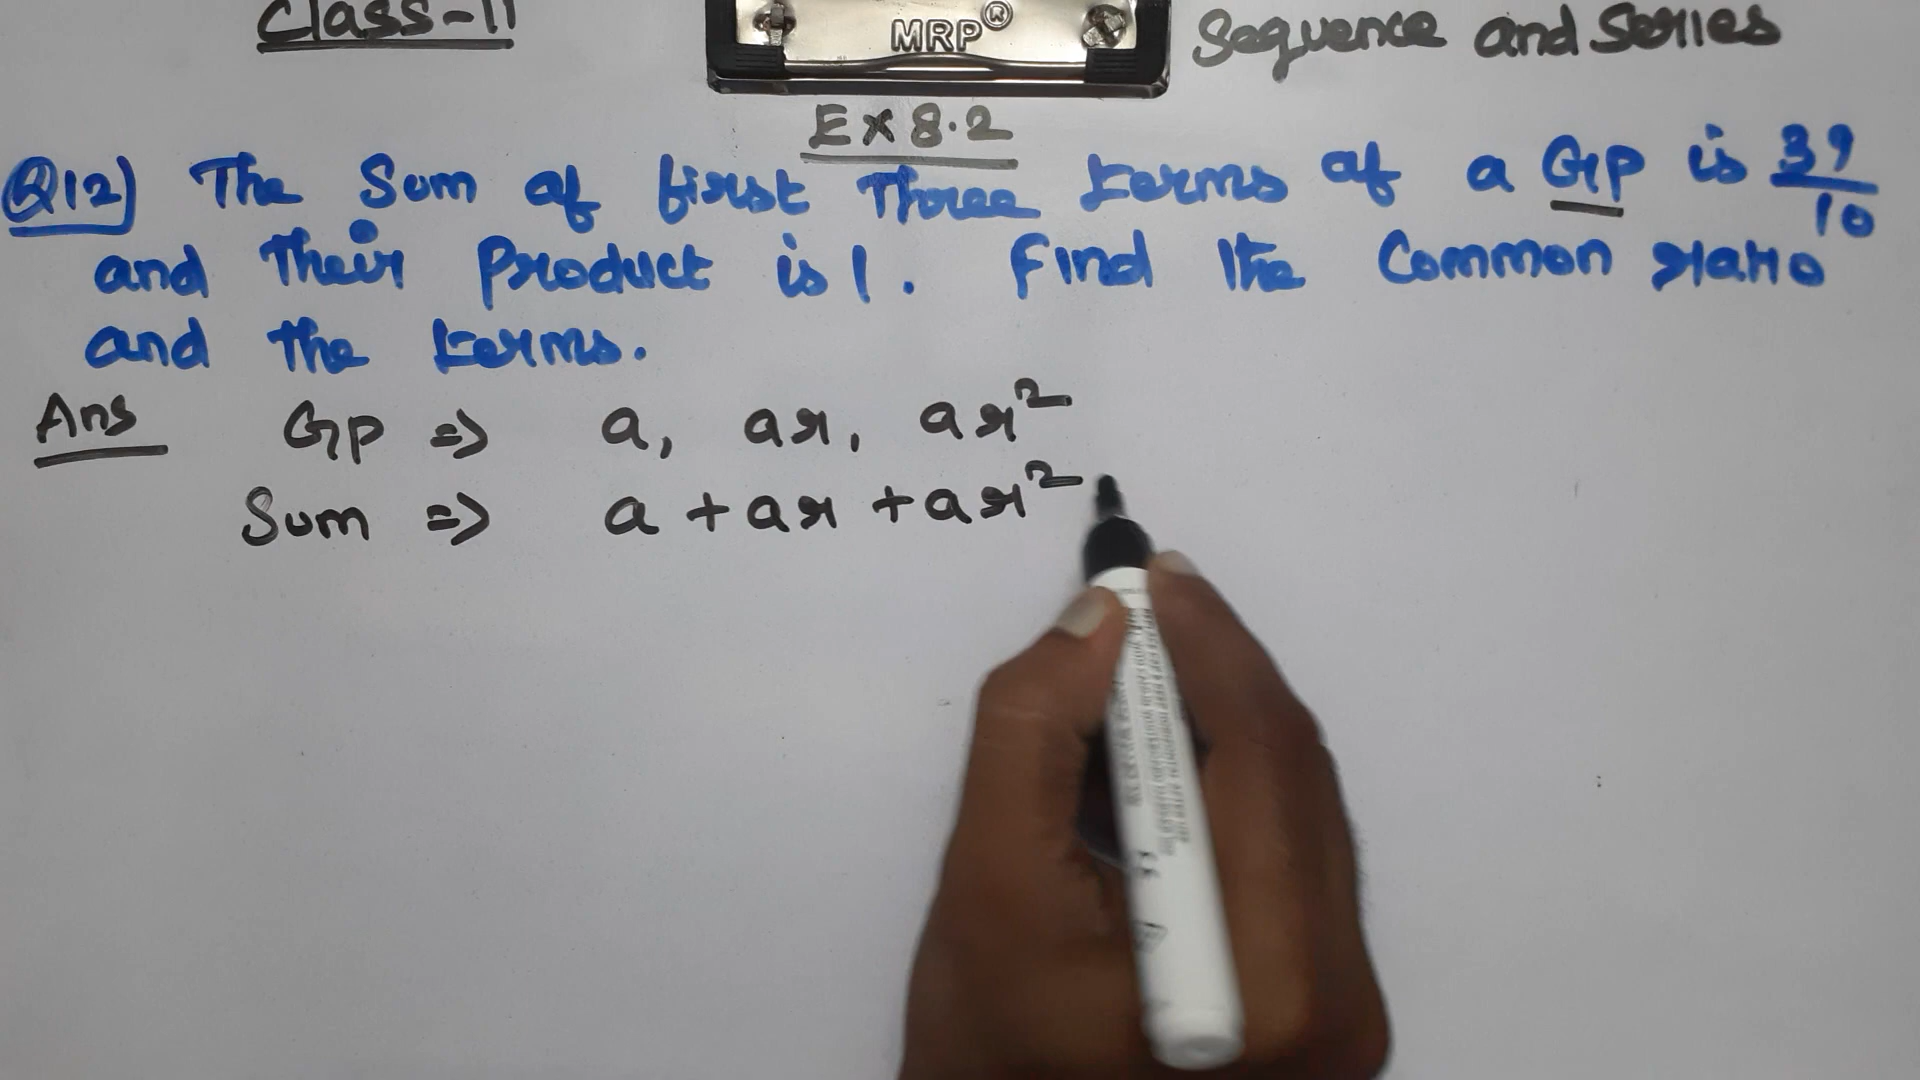 Class-11
MRP®
Sequence and Series
Ex 8.2
Q12) The Sum of first Three terms of a GP is 39/10
and Their Product is 1. Find the Common ratio
and the terms.
Ans GP => a, ar, ar²
Sum => a + ar + ar²